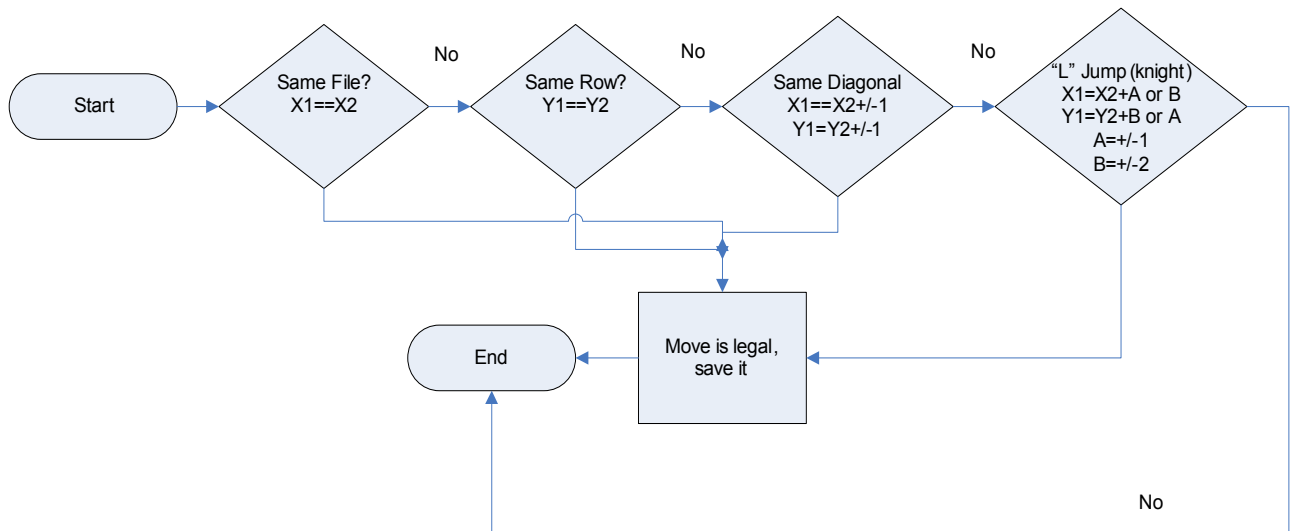 No
No
No
Start
Same File?
X1==X2
Same Row?
Y1==Y2
Same Diagonal
X1==X2+/-1
Y1=Y2+/-1
“L” Jump (knight)
X1=X2+A or B
Y1=Y2+B or A
A=+/-1
B=+/-2
End
Move is legal,
save it
No